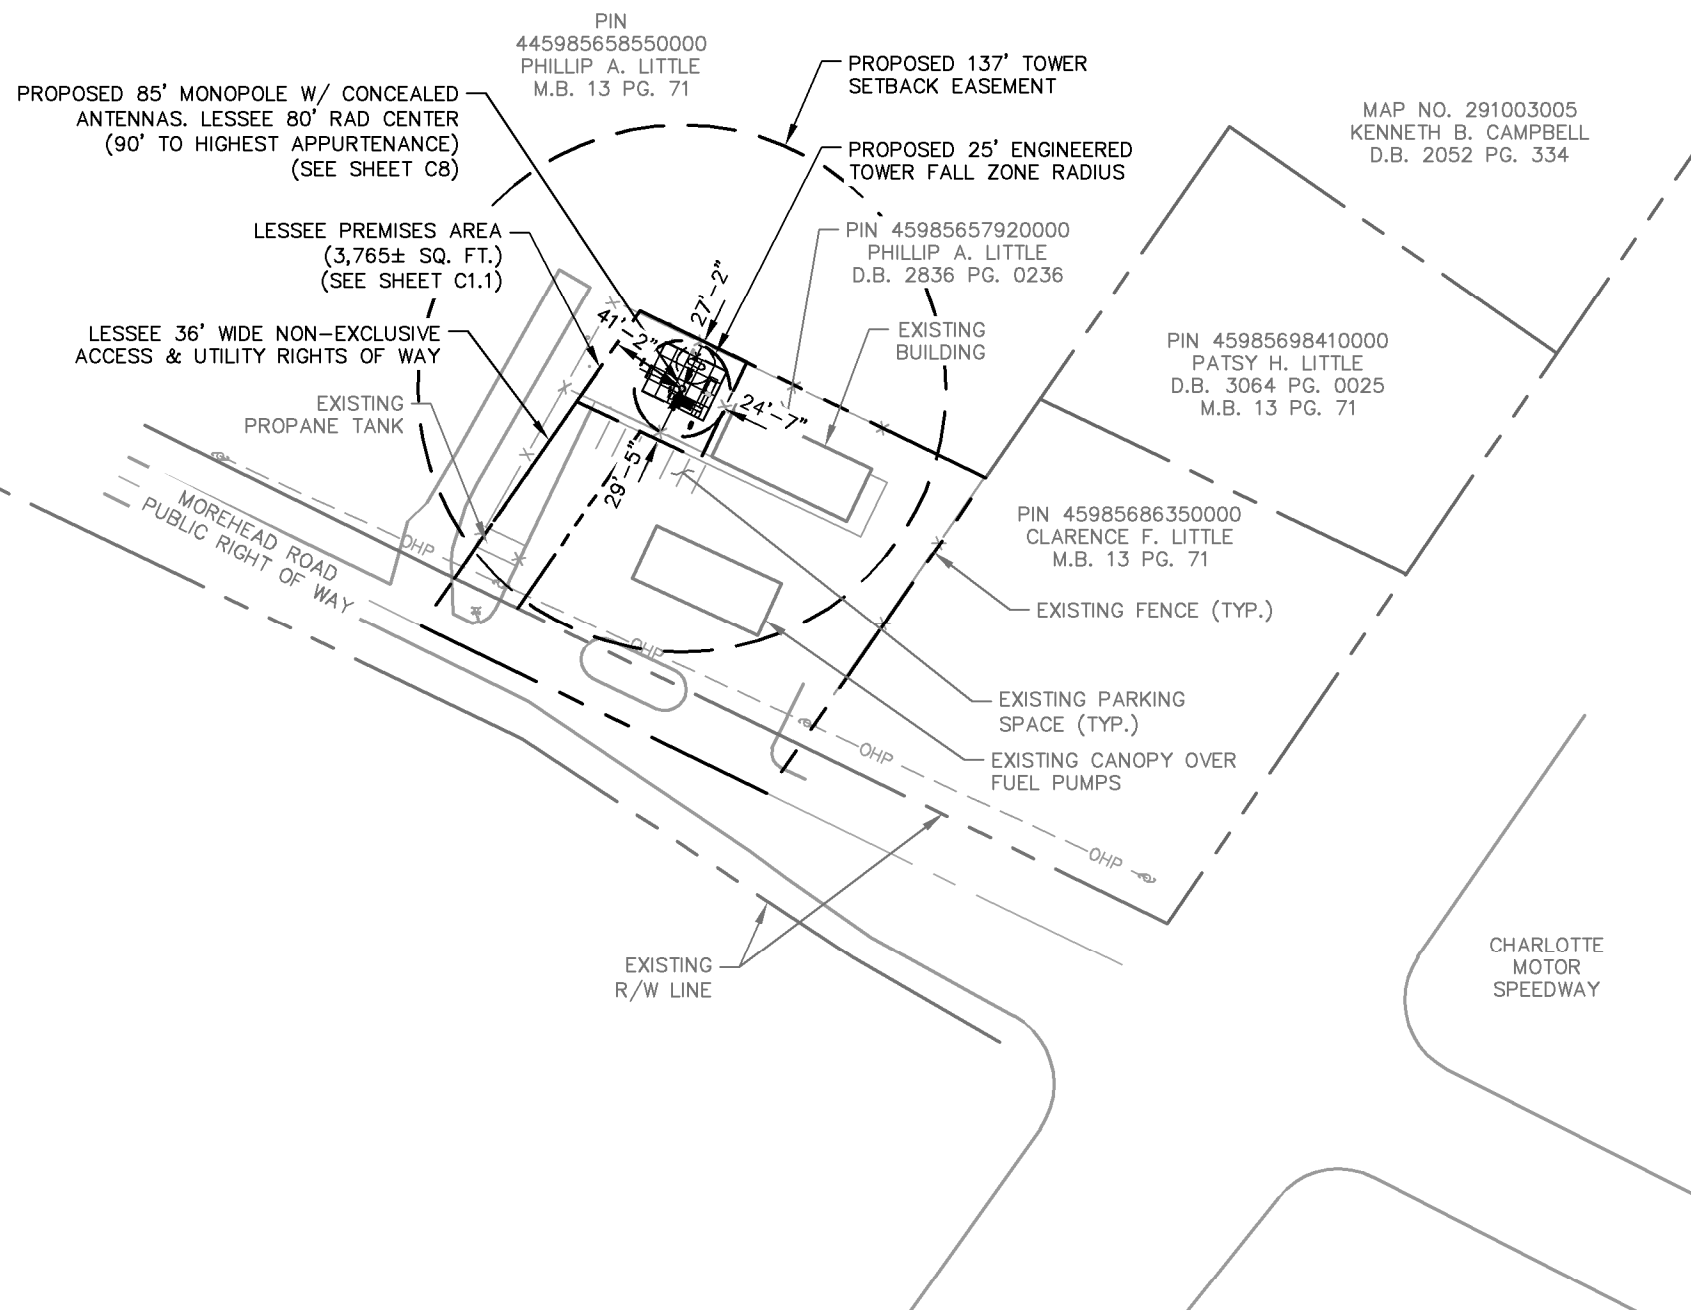 PIN
445985658550000
PHILLIP A. LITTLE
M.B. 13 PG. 71
PROPOSED 137' TOWER
SETBACK EASEMENT
PROPOSED 85' MONOPOLE W/ CONCEALED
ANTENNAS. LESSEE 80' RAD CENTER
(90' TO HIGHEST APPURTENANCE)
(SEE SHEET C8)
MAP NO. 291003005
KENNETH B. CAMPBELL
D.B. 2052 PG. 334
PROPOSED 25' ENGINEERED
TOWER FALL ZONE RADIUS
LESSEE PREMISES AREA
(3,765± SQ. FT.)
(SEE SHEET C1.1)
PIN 45985657920000
PHILLIP A. LITTLE
D.B. 2836 PG. 0236
27'-2"
41'-2"
LESSEE 36' WIDE NON-EXCLUSIVE
ACCESS & UTILITY RIGHTS OF WAY
EXISTING
BUILDING
PIN 45985698410000
PATSY H. LITTLE
D.B. 3064 PG. 0025
M.B. 13 PG. 71
EXISTING
PROPANE TANK
24'-7"
29'-5"
MOREHEAD ROAD
PUBLIC RIGHT OF WAY
OHP
PIN 45985686350000
CLARENCE F. LITTLE
M.B. 13 PG. 71
EXISTING FENCE (TYP.)
OHP
EXISTING PARKING
SPACE (TYP.)
OHP
EXISTING CANOPY OVER
FUEL PUMPS
OHP
EXISTING
R/W LINE
CHARLOTTE
MOTOR
SPEEDWAY